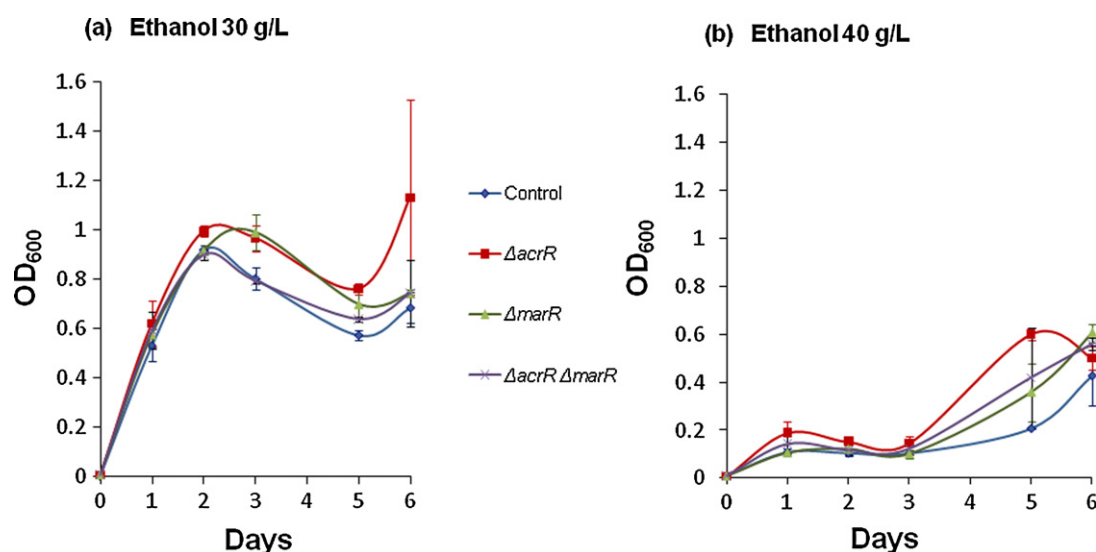 (a) Ethanol 30 g/L
1.6
1.4
1.2
1
0.8
0.6
0.4
0.2
0
OD600
0 1 2 3 4 5 6
Days
Control
ΔacrR
ΔmarR
ΔacrR ΔmarR
(b) Ethanol 40 g/L
1.6
1.4
1.2
1
0.8
0.6
0.4
0.2
0
OD600
0 1 2 3 4 5 6
Days